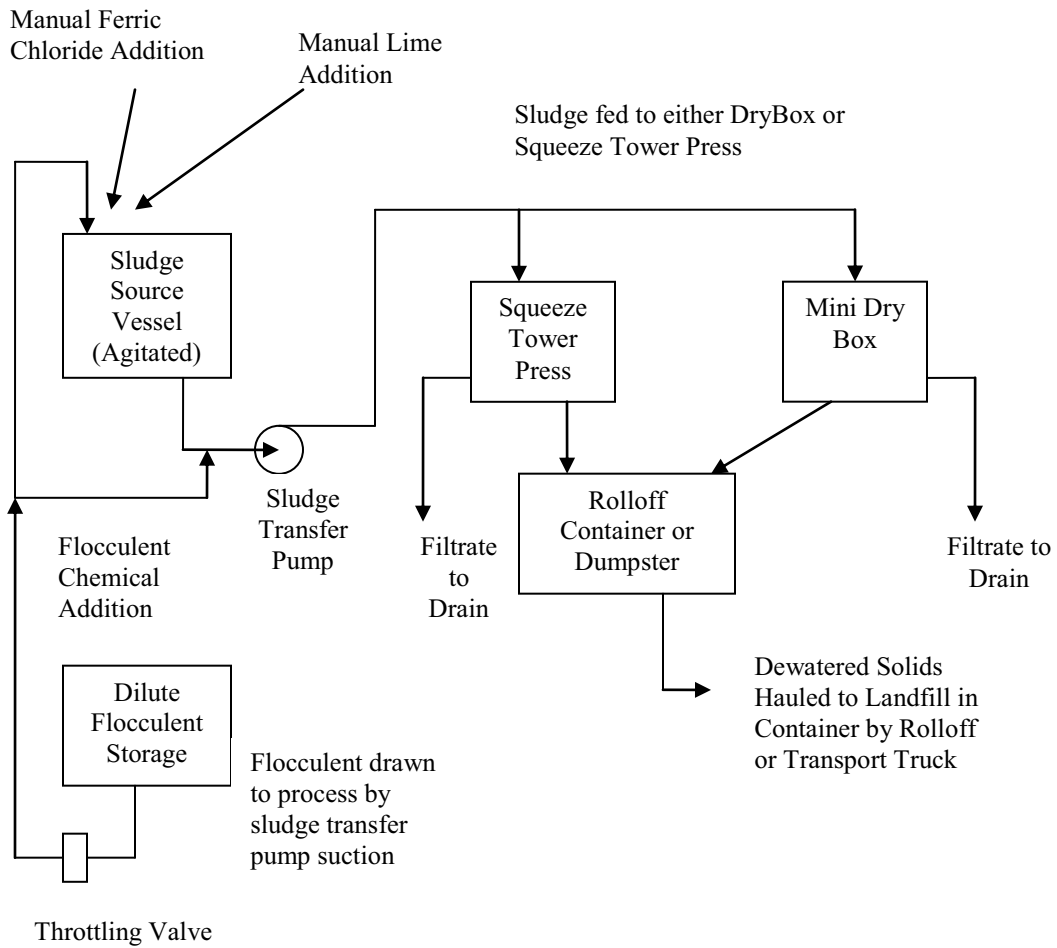 Manual Ferric
Chloride Addition
Manual Lime
Addition
Sludge fed to either DryBox or
Squeeze Tower Press
Sludge
Source
Vessel
(Agitated)
Squeeze
Tower
Press
Mini Dry
Box
Sludge
Transfer
Pump
Rolloff
Container or
Dumpster
Flocculent
Chemical
Addition
Filtrate
to
Drain
Filtrate to
Drain
Dilute
Flocculent
Storage
Flocculent drawn
to process by
sludge transfer
pump suction
Dewatered Solids
Hauled to Landfill in
Container by Rolloff
or Transport Truck
Throttling Valve